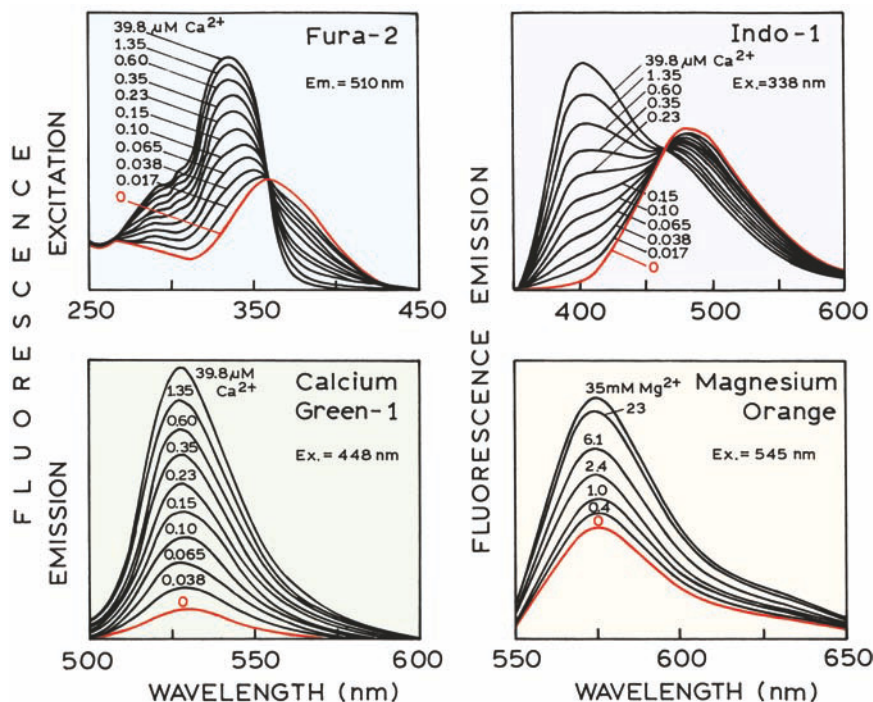 FLUORESCENCE
EXCITATION
EMISSION
Fura-2
Em. = 510 nm
39.8 µM Ca²⁺
1.35
0.60
0.35
0.23
0.15
0.10
0.065
0.038
0.017
0
250 350 450
FLUORESCENCE EMISSION
Indo-1
39.8 µM Ca²⁺
Ex.=338 nm
1.35
0.60
0.35
0.23
0.15
0.10
0.065
0.038
0.017
0
400 500 600
39.8 µM
Ca²⁺
Calcium
Green-1
Ex. = 448 nm
1.35
0.60
0.35
0.23
0.15
0.10
0.065
0.038
0
500 550 600
WAVELENGTH (nm)
35mM Mg²⁺
Magnesium
Orange
23
Ex. = 545 nm
6.1
2.4
1.0
0.4
0
550 600 650
WAVELENGTH (nm)